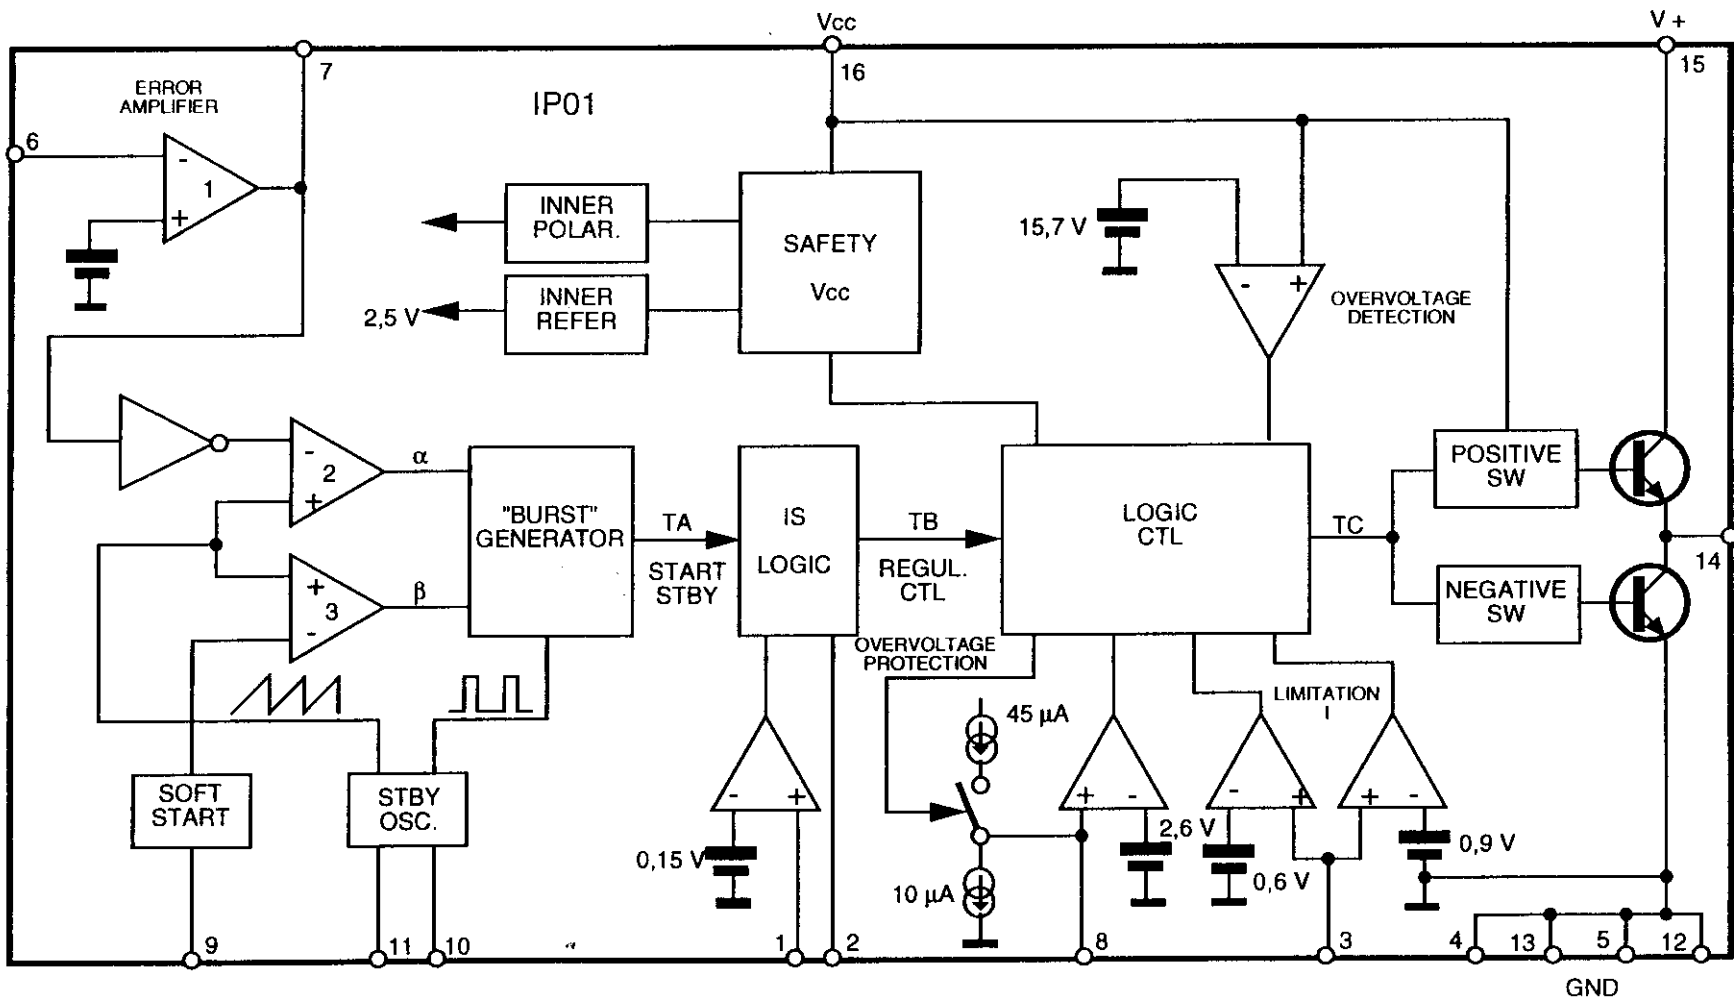 Vcc
V +
7
16
15
ERROR
AMPLIFIER
IP01
6
-
1
+
INNER
POLAR.
SAFETY
Vcc
15,7 V
- +
OVERVOLTAGE
DETECTION
2,5 V
INNER
REFER
-
2
+
α
"BURST"
GENERATOR
TA
START
STBY
IS
LOGIC
TB
REGUL.
CTL
LOGIC
CTL
TC
POSITIVE
SW
14
NEGATIVE
SW
+
3
-
β
OVERVOLTAGE
PROTECTION
LIMITATION
I
45 µA
SOFT
START
STBY
OSC.
- +
+ -
- +
+ -
0,15 V
10 µA
2,6 V
0,6 V
0,9 V
9
11
10
1
2
8
3
4
13
5
12
GND